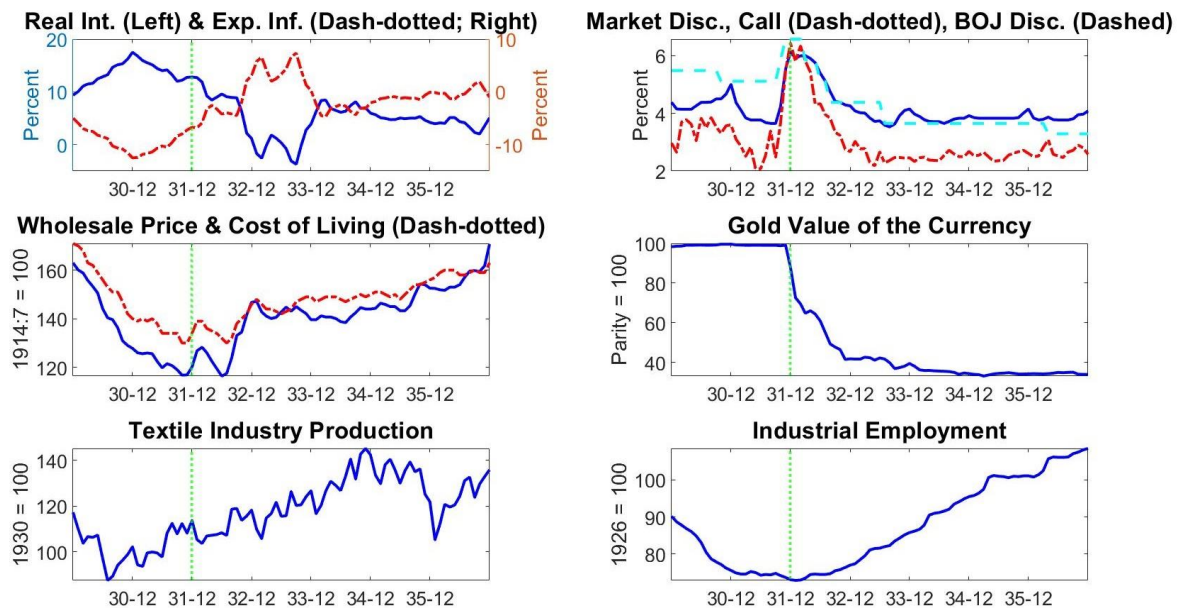 Real Int. (Left) & Exp. Inf. (Dash-dotted; Right)
20
10
0
Percent
10
0
-10
Percent
30-12 31-12 32-12 33-12 34-12 35-12
Market Disc., Call (Dash-dotted), BOJ Disc. (Dashed)
6
4
2
Percent
30-12 31-12 32-12 33-12 34-12 35-12
Wholesale Price & Cost of Living (Dash-dotted)
160
140
120
1914:7 = 100
30-12 31-12 32-12 33-12 34-12 35-12
Gold Value of the Currency
100
80
60
40
Parity = 100
30-12 31-12 32-12 33-12 34-12 35-12
Textile Industry Production
140
120
100
1930 = 100
30-12 31-12 32-12 33-12 34-12 35-12
Industrial Employment
100
90
80
1926 = 100
30-12 31-12 32-12 33-12 34-12 35-12